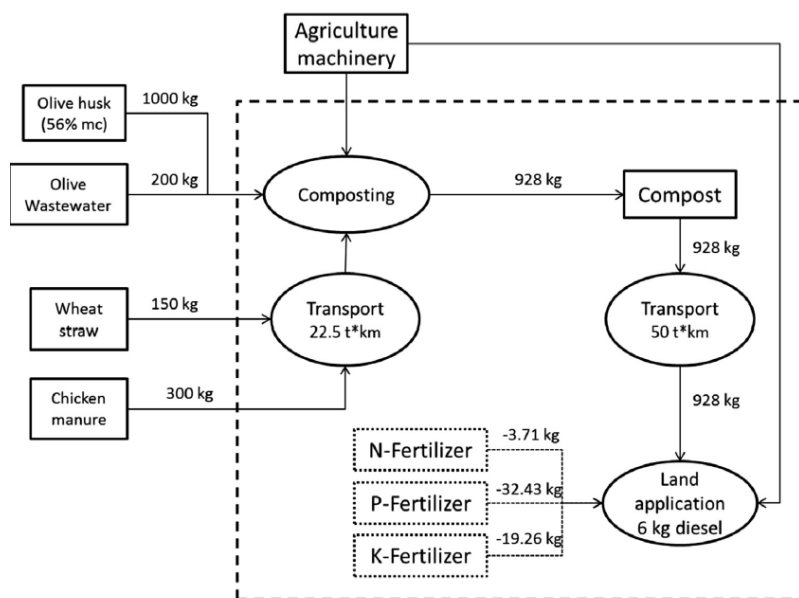 Agriculture
machinery
Olive husk
(56% mc)
1000 kg
Olive
Wastewater
200 kg
Composting
928 kg
Compost
928 kg
Wheat
straw
150 kg
Transport
22.5 t*km
Transport
50 t*km
Chicken
manure
300 kg
928 kg
N-Fertilizer
-3.71 kg
P-Fertilizer
-32.43 kg
K-Fertilizer
-19.26 kg
Land
application
6 kg diesel